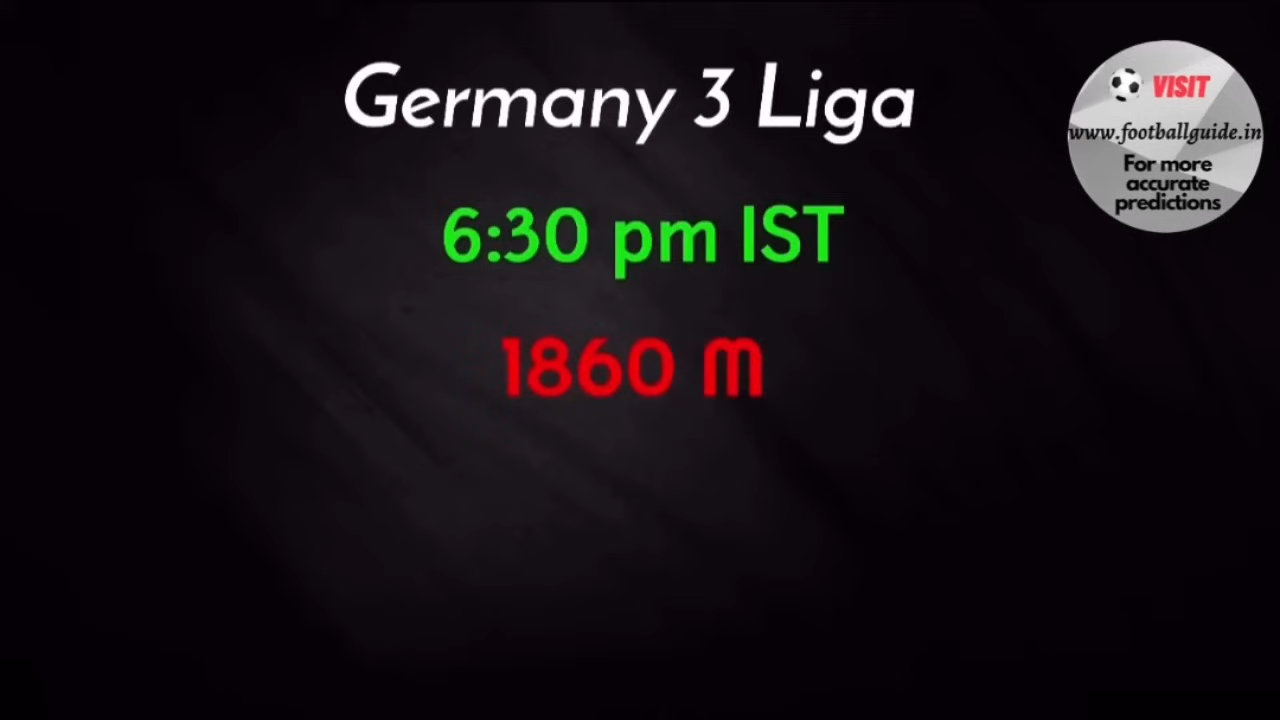 Germany 3 Liga
VISIT
www.footballguide.in
For more
accurate
predictions
6:30 pm IST
1860 M